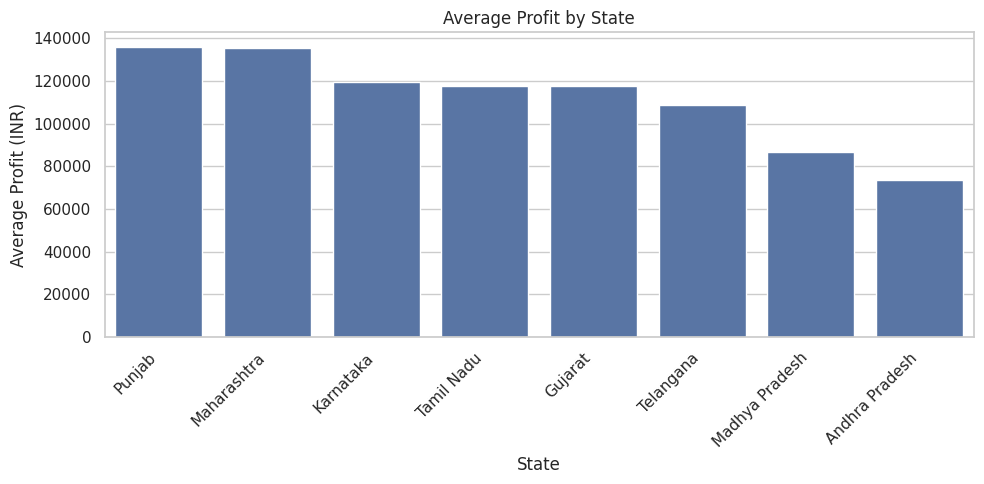 Average Profit by State
Average Profit (INR)
140000
120000
100000
80000
60000
40000
20000
0
Punjab
Maharashtra
Karnataka
Tamil Nadu
Gujarat
Telangana
Madhya Pradesh
Andhra Pradesh
State